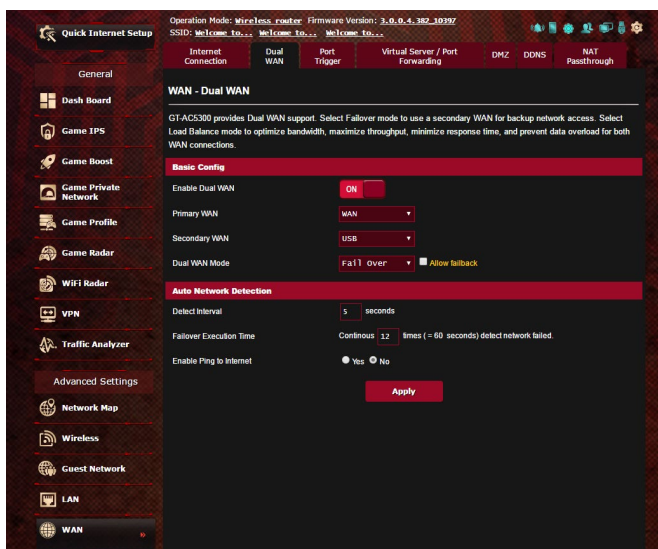 Quick Internet Setup
Operation Mode: Wireless router Firmware Version: 3.0.0.4.382_10397
SSID: Welcome to... Welcome to... Welcome to...
General
Dash Board
Game IPS
Game Boost
Game Private
Network
Game Profile
Game Radar
WiFi Radar
VPN
Traffic Analyzer
Advanced Settings
Network Map
Wireless
Guest Network
LAN
WAN
Internet
Connection
Dual
WAN
Port
Trigger
Virtual Server / Port
Forwarding
DMZ
DDNS
NAT
Passthrough
WAN - Dual WAN
GT-AC5300 provides Dual WAN support. Select Failover mode to use a secondary WAN for backup network access. Select
Load Balance mode to optimize bandwidth, maximize throughput, minimize response time, and prevent data overload for both
WAN connections.
Basic Config
Enable Dual WAN ON
Primary WAN WAN
Secondary WAN USB
Dual WAN Mode Fail Over Allow failback
Auto Network Detection
Detect Interval 5 seconds
Failover Execution Time Continous 12 times ( = 60 seconds) detect network failed.
Enable Ping to Internet Yes No
Apply